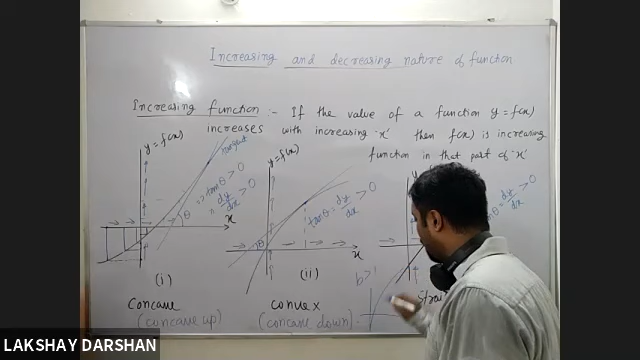 Increasing and decreasing nature of function
Increasing function :- If the value of a function y = f(x)
increases with increasing 'x' then f(x) is increasing
function in that part of 'x'
y = f(x)
tangent
∴ tanθ > 0
∴ dy/dx > 0
θ
x
(i)
Concave
(concave up)
y = f(x)
tanθ = dy/dx > 0
θ
x
(ii)
convex
(concave down)
y
dy/dx > 0
b > 1
LAKSHAY DARSHAN